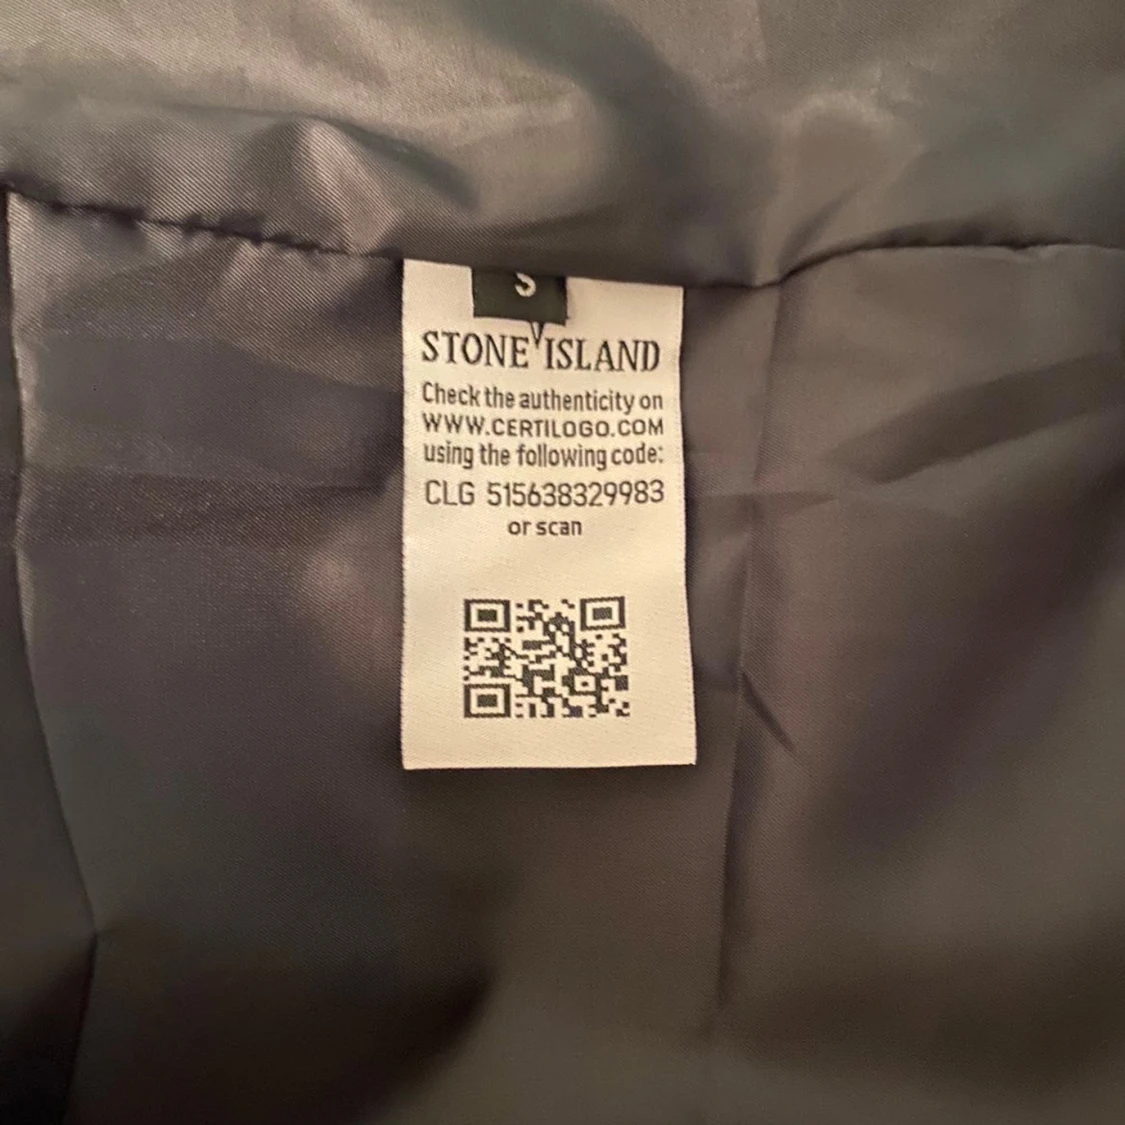 S
STONE ISLAND
Check the authenticity on
WWW.CERTILOGO.COM
using the following code:
CLG 515638329983
or scan